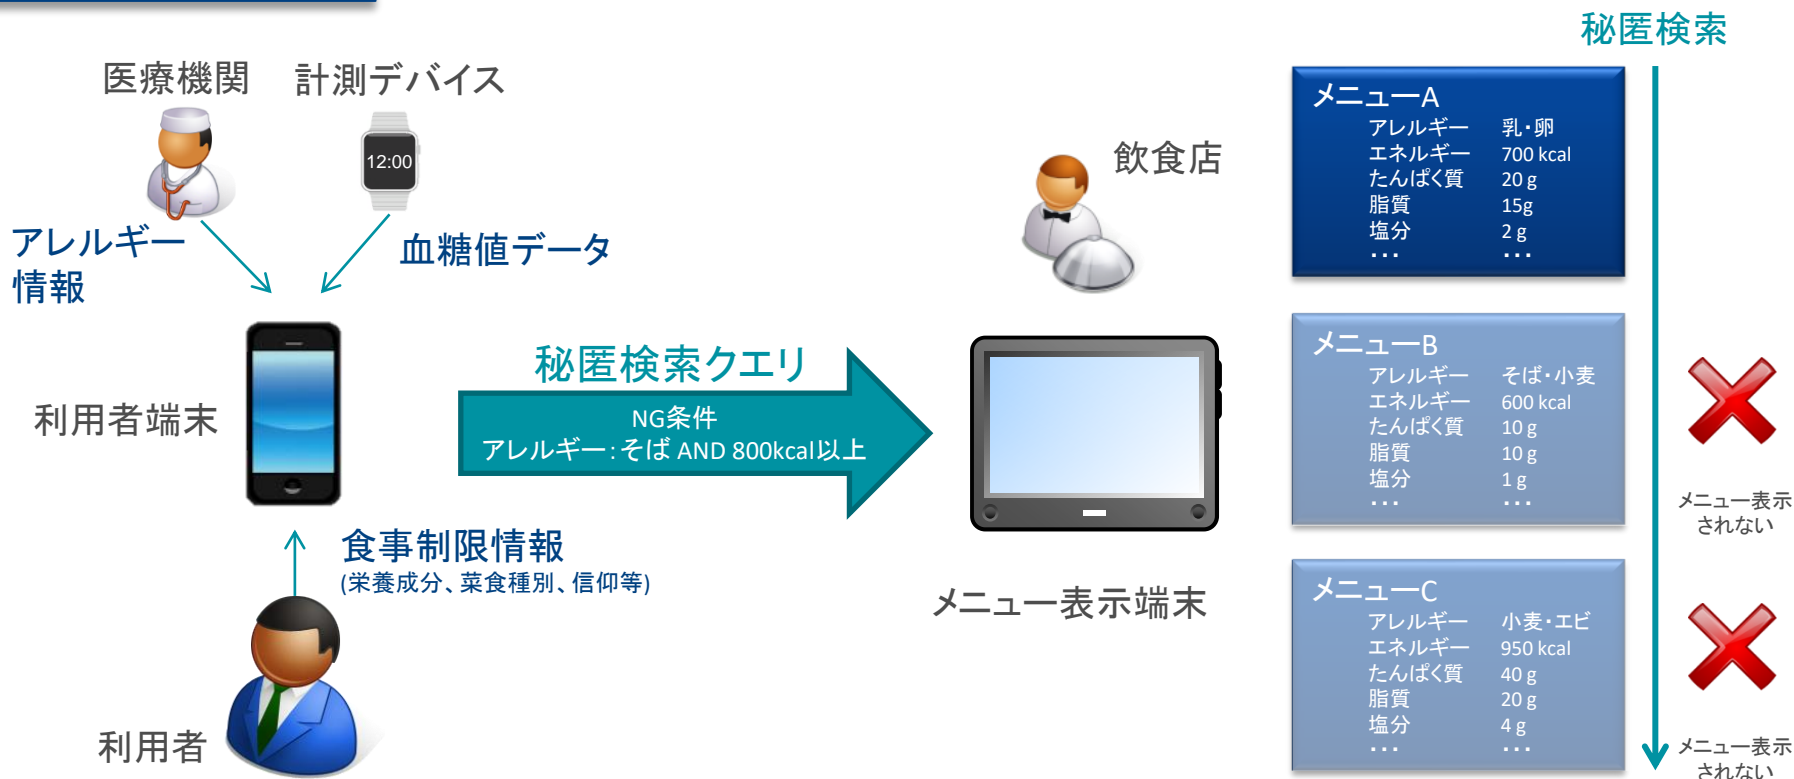 秘匿検索
医療機関
計測デバイス
12:00
アレルギー
情報
血糖値データ
利用者端末
食事制限情報
(栄養成分、菜食種別、信仰等)
利用者
秘匿検索クエリ
NG条件
アレルギー：そば AND 800kcal以上
飲食店
メニュー表示端末
メニューA
アレルギー 乳・卵
エネルギー 700 kcal
たんぱく質 20 g
脂質 15g
塩分 2 g
・・・ ・・・
メニューB
アレルギー そば・小麦
エネルギー 600 kcal
たんぱく質 10 g
脂質 10 g
塩分 1 g
・・・ ・・・
メニュー表示
されない
メニューC
アレルギー 小麦・エビ
エネルギー 950 kcal
たんぱく質 40 g
脂質 20 g
塩分 4 g
・・・ ・・・
メニュー表示
されない